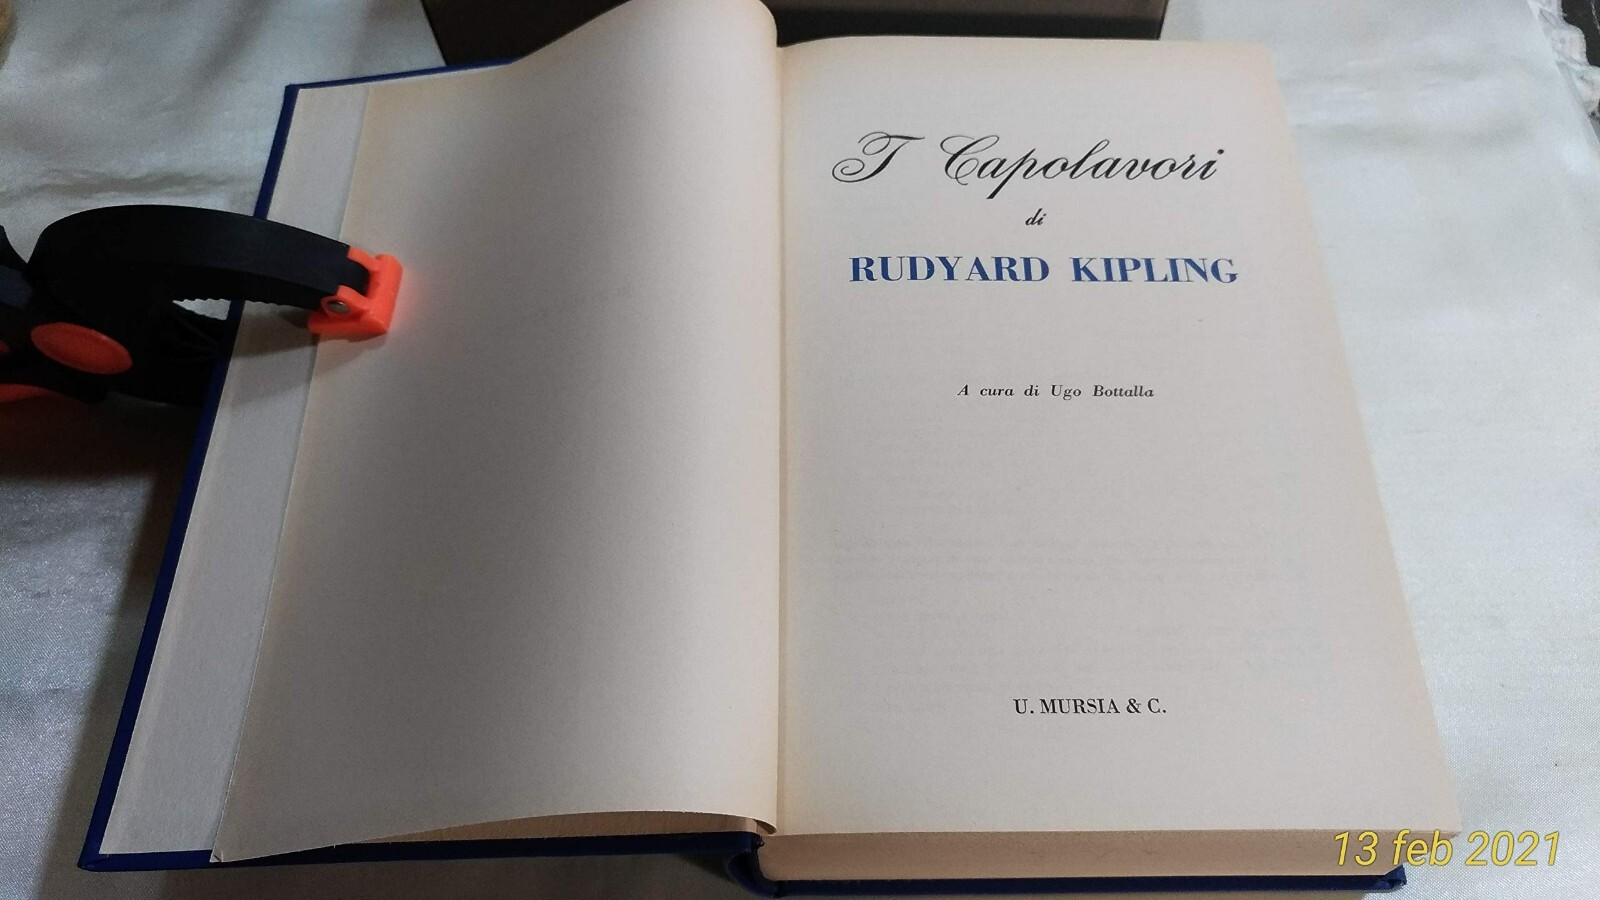 I Capolavori
di
RUDYARD KIPLING
A cura di Ugo Bottalla
U. MURSIA & C.
13 feb 2021